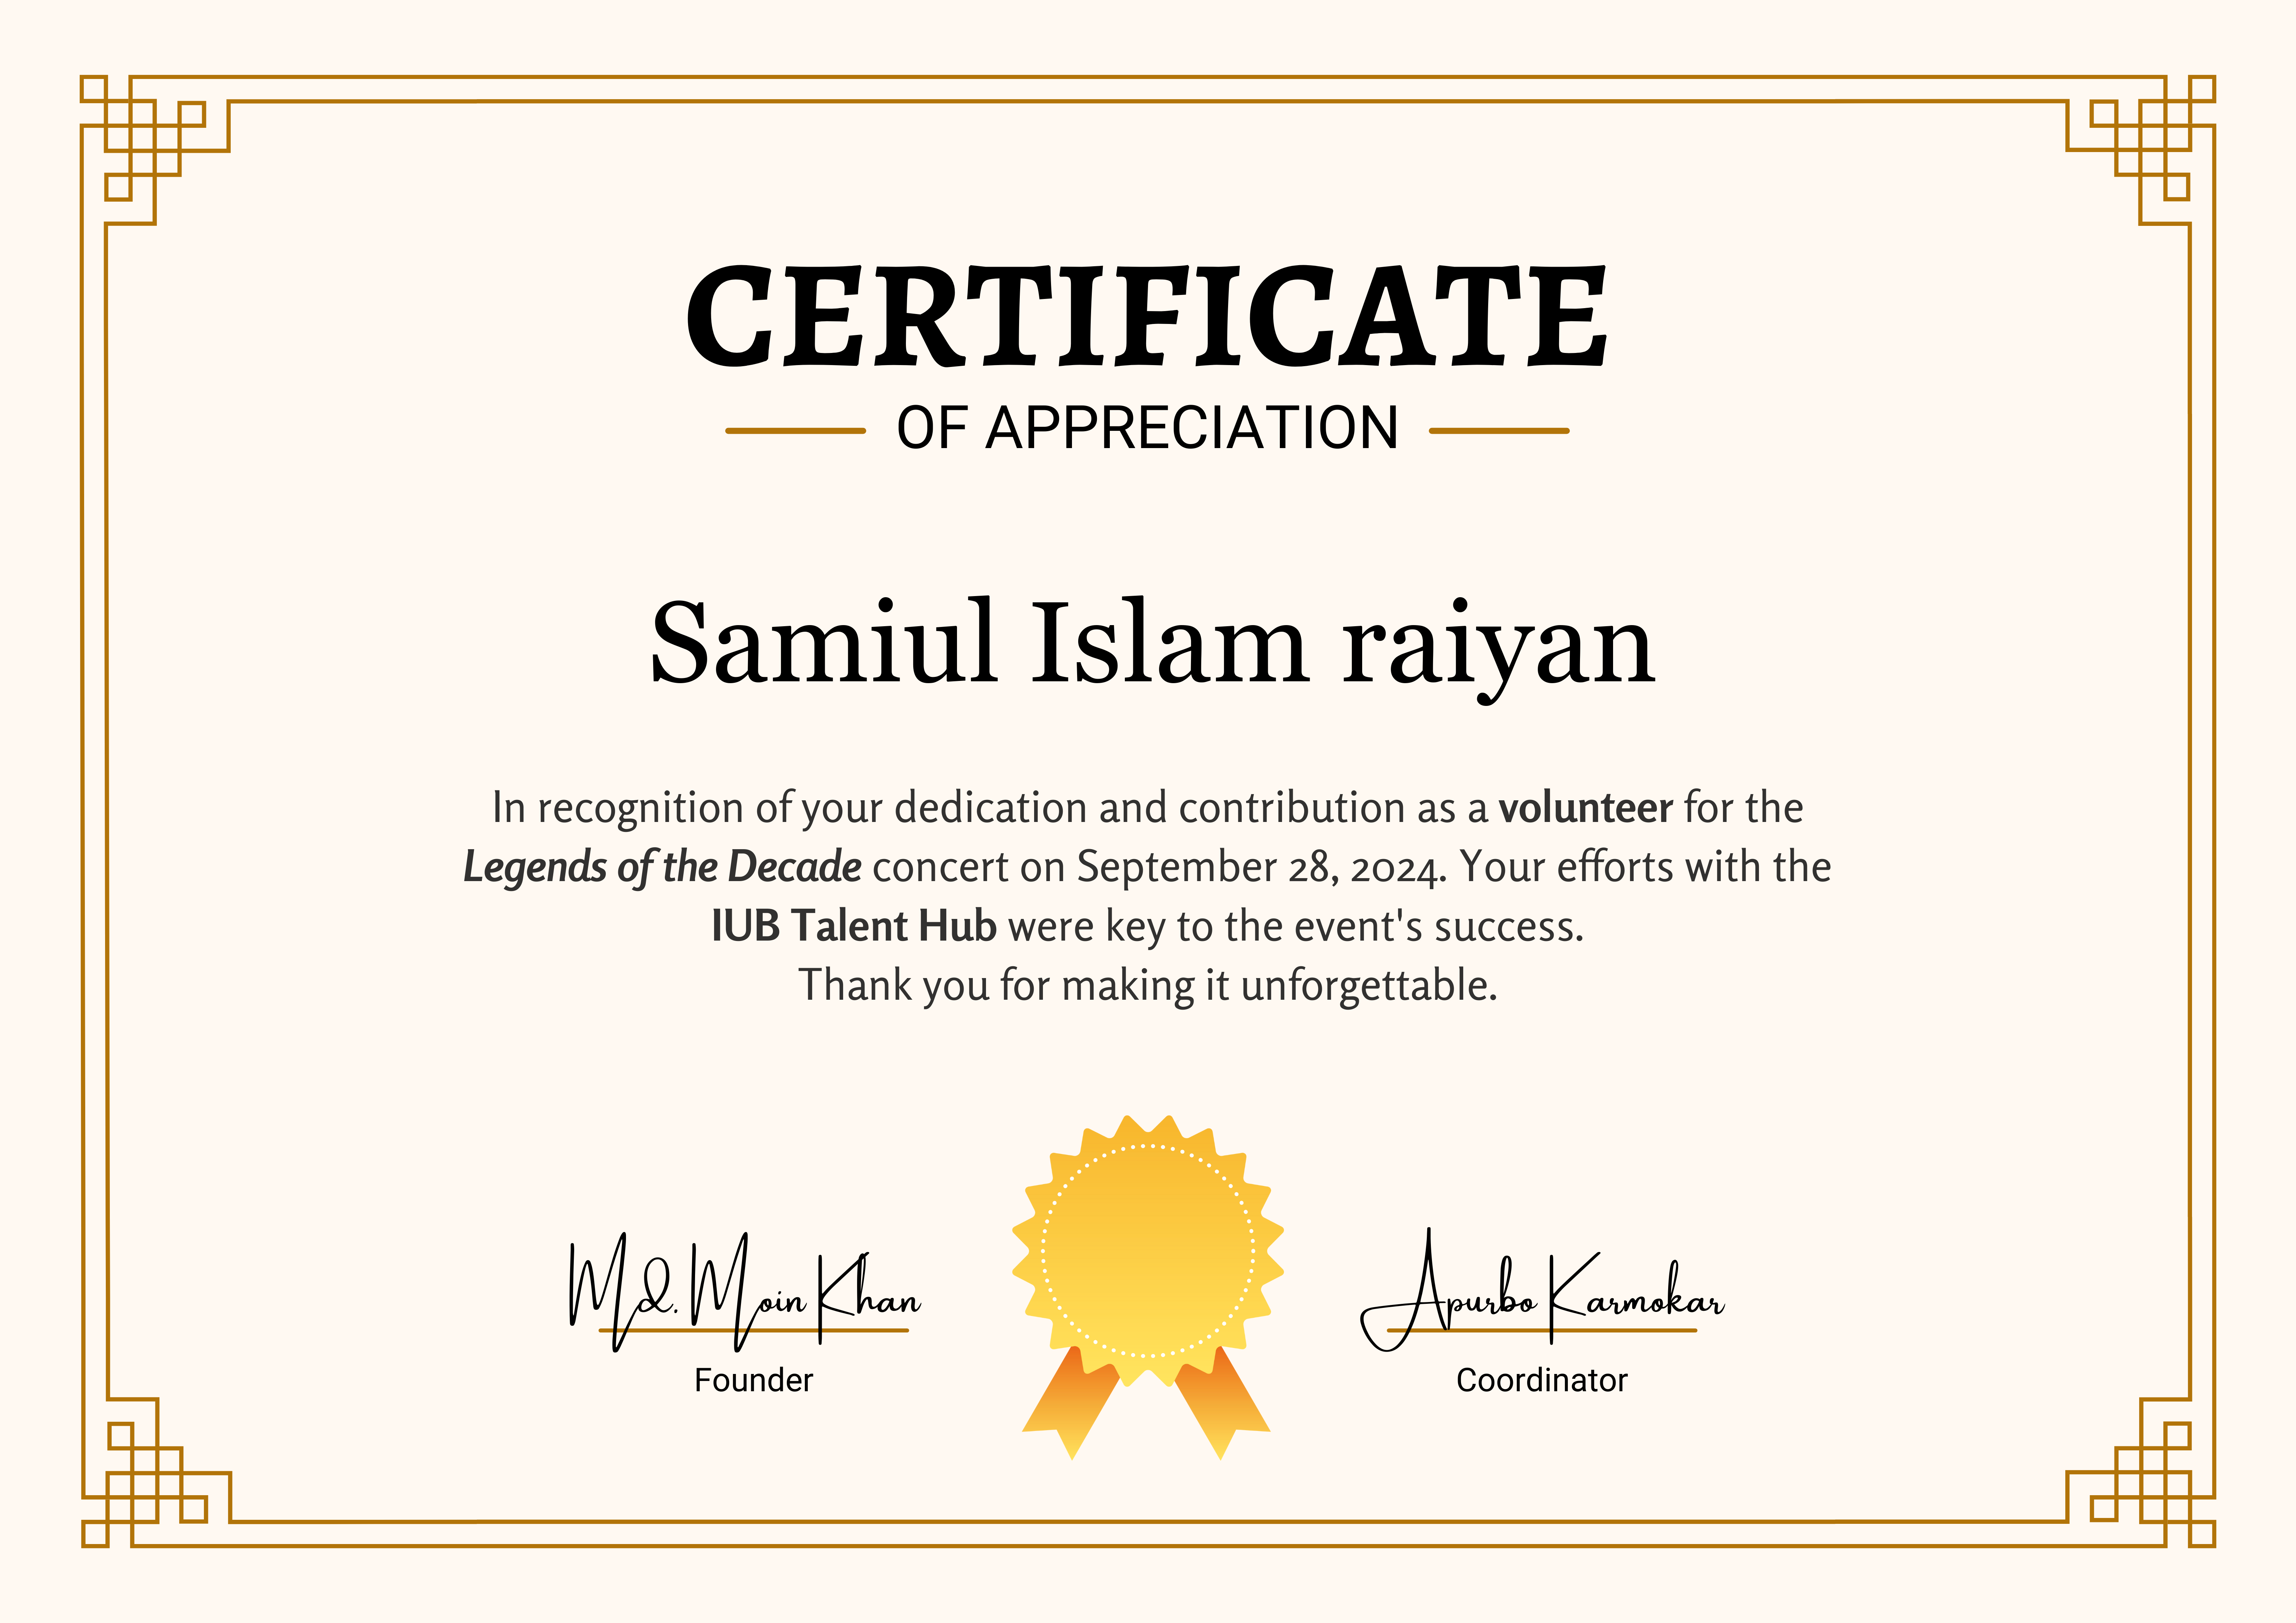 CERTIFICATE
OF APPRECIATION
Samiul Islam raiyan
In recognition of your dedication and contribution as a volunteer for the
Legends of the Decade concert on September 28, 2024. Your efforts with the
IUB Talent Hub were key to the event's success.
Thank you for making it unforgettable.
Md. Moin Khan
Founder
Apurbo Karmokar
Coordinator